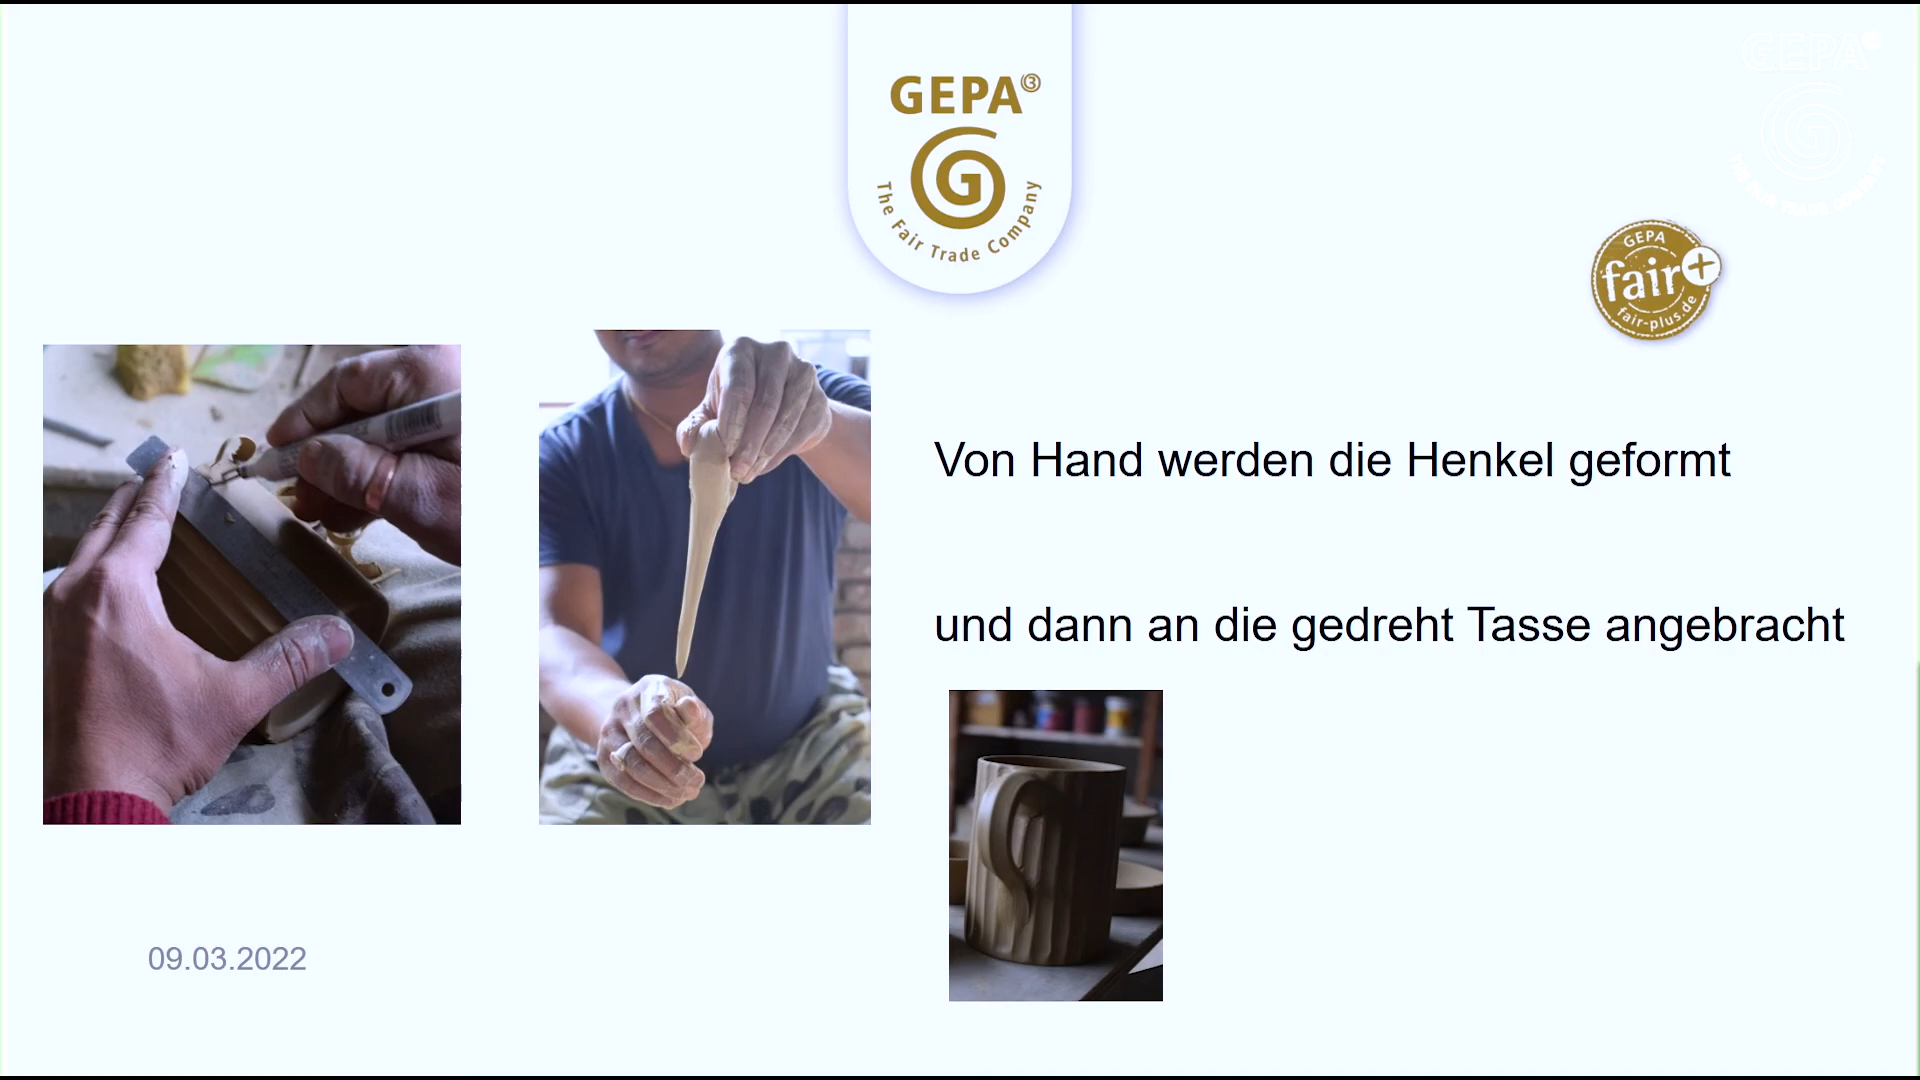 GEPA③
G
The Fair Trade Company
GEPA
GEPA
fair+
fair-plus.de
Von Hand werden die Henkel geformt
und dann an die gedreht Tasse angebracht
09.03.2022